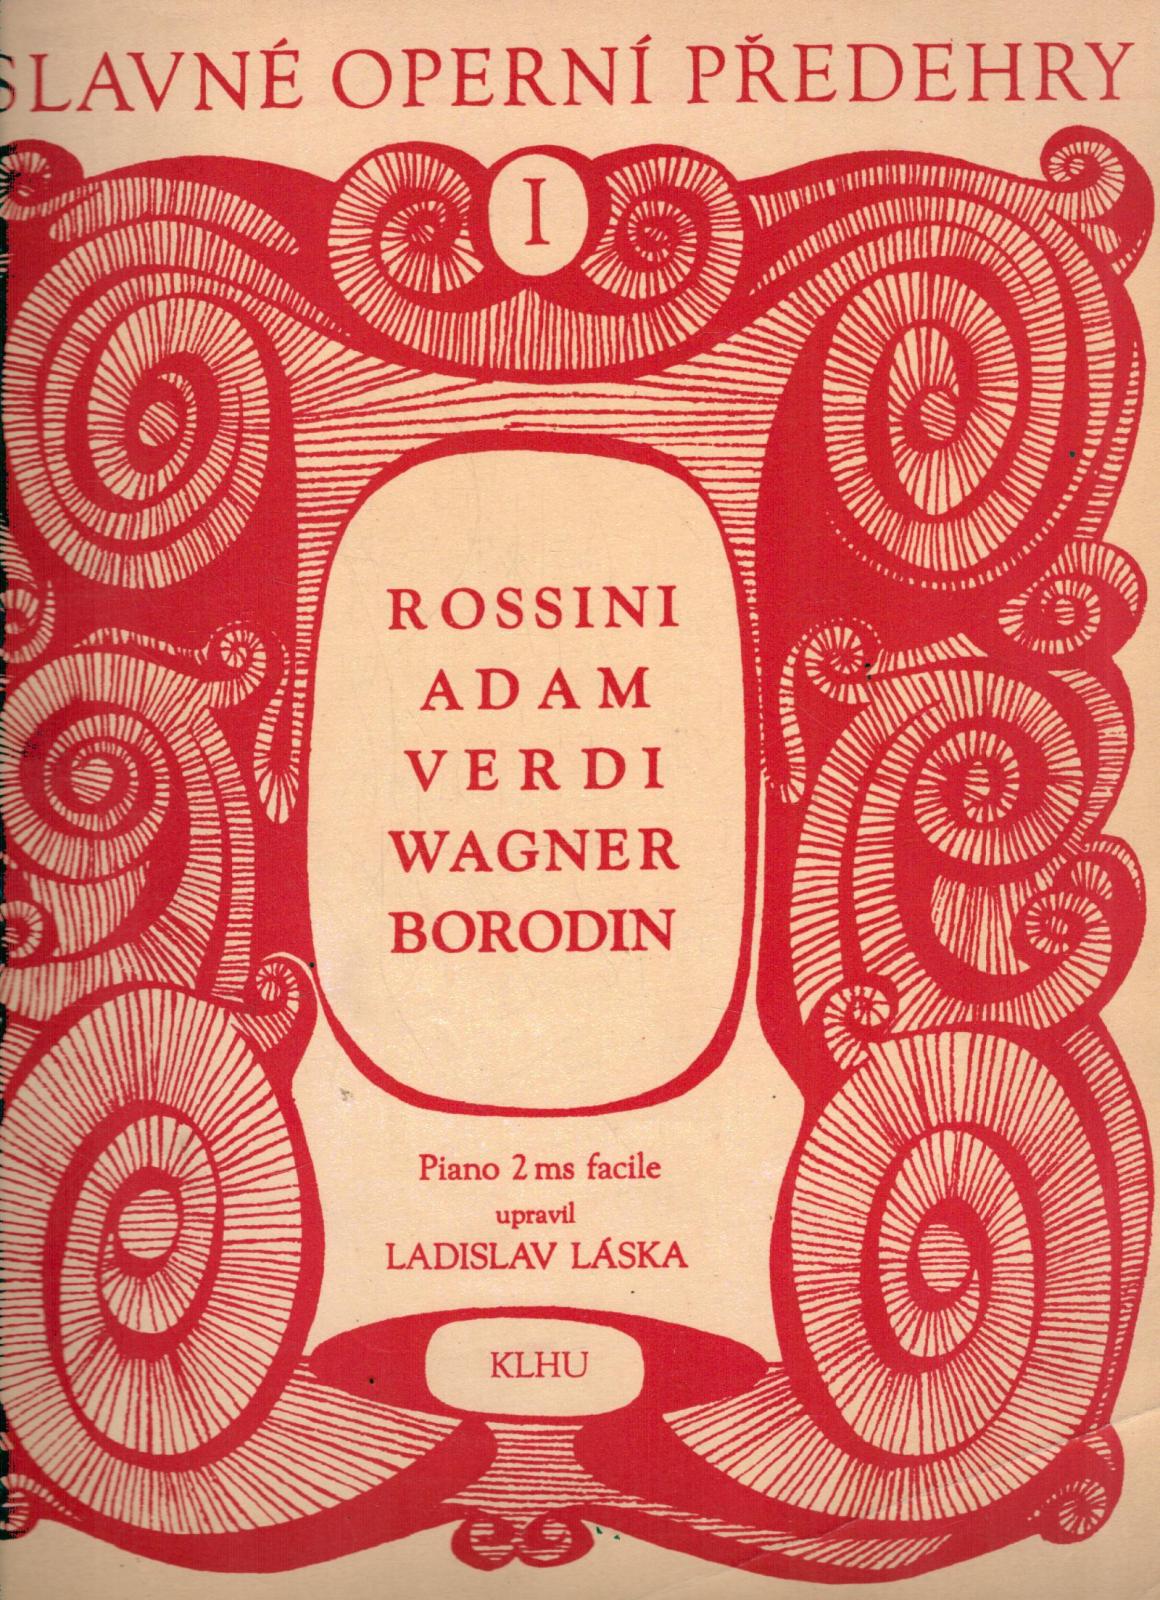 SLAVNÉ OPERNÍ PŘEDEHRY
I
ROSSINI
ADAM
VERDI
WAGNER
BORODIN
Piano 2 ms facile
upravil
LADISLAV LÁSKA
KLHU